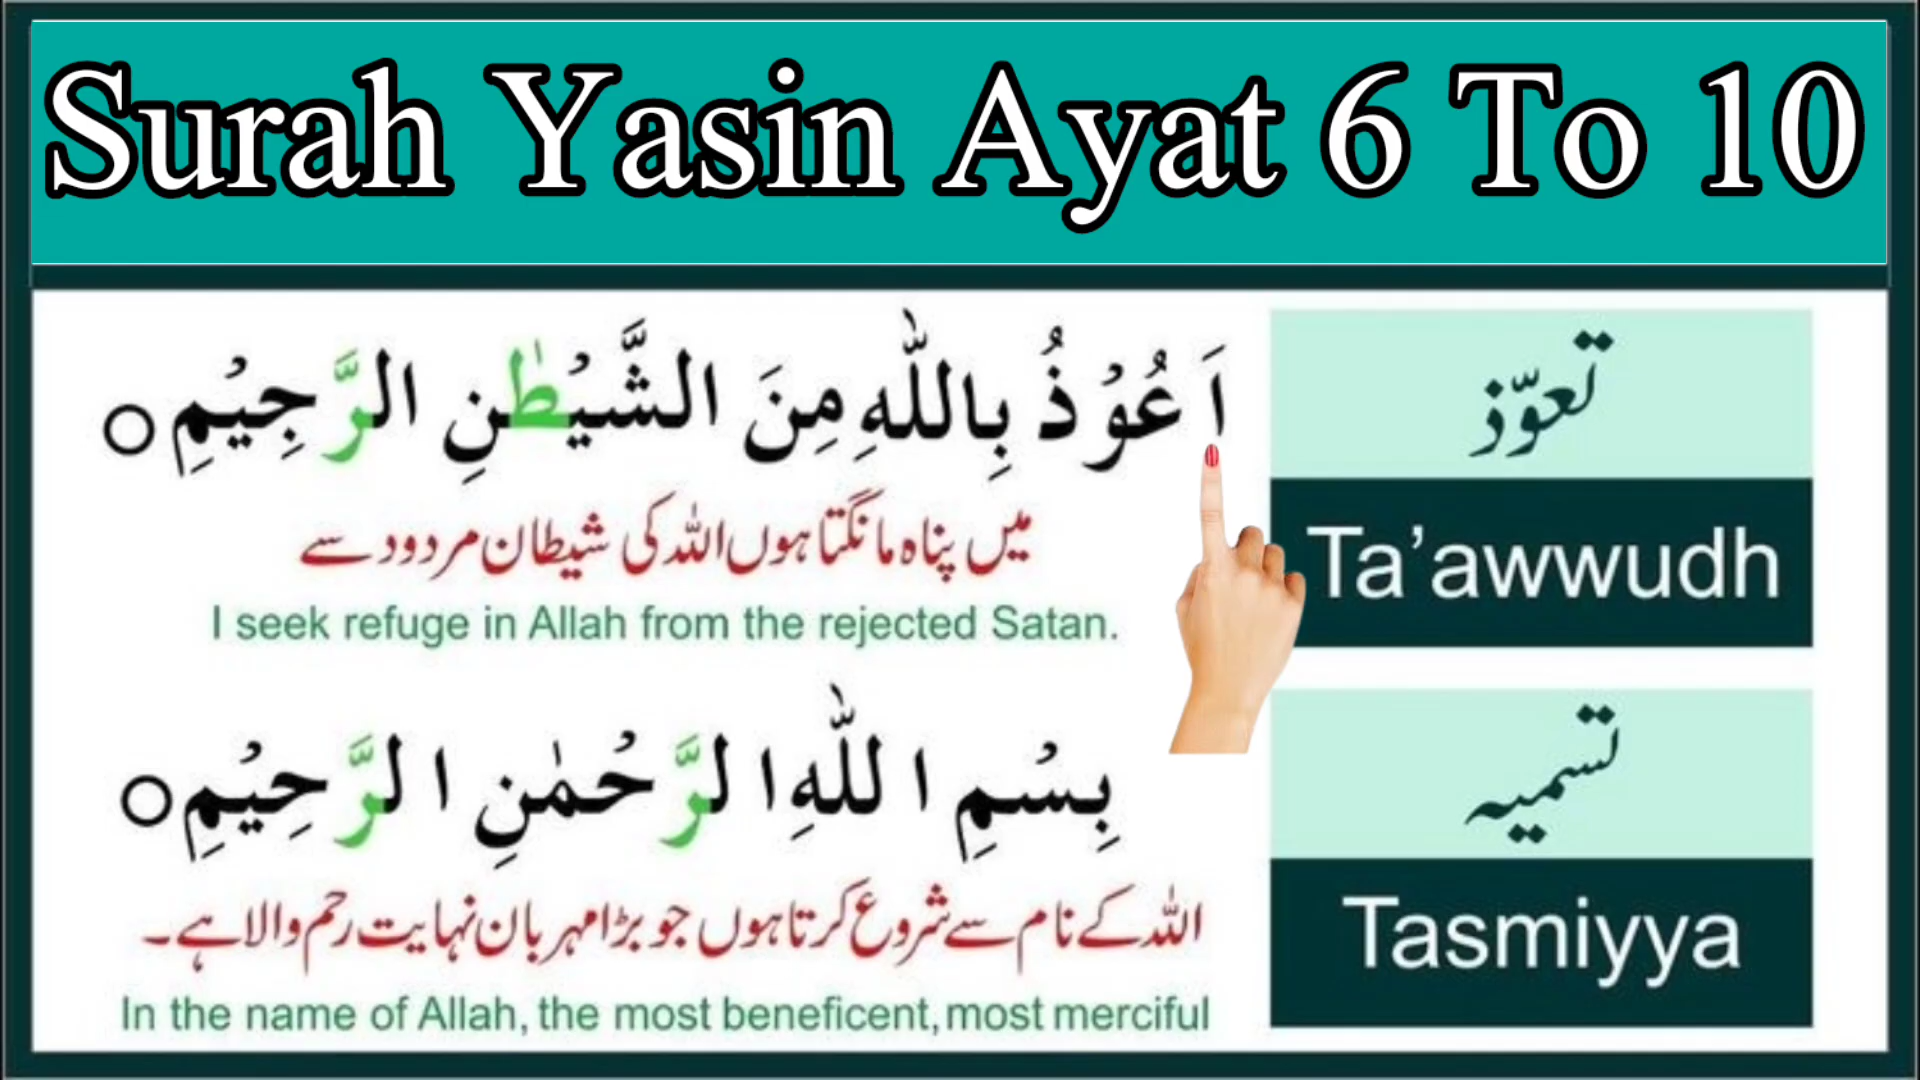 Surah Yasin Ayat 6 To 10
اَعُوْذُ بِاللّٰهِ مِنَ الشَّيْطٰنِ الرَّجِيْمِ ○
میں پناہ مانگتا ہوں اللہ کی شیطان مردود سے
I seek refuge in Allah from the rejected Satan.
تعوّذ
Ta’awwudh
بِسْمِ اللّٰهِ الرَّحْمٰنِ الرَّحِيْمِ ○
اللہ کے نام سے شروع کرتا ہوں جو بڑا مہربان نہایت رحم والا ہے۔
In the name of Allah, the most beneficent, most merciful
تسمیہ
Tasmiyya